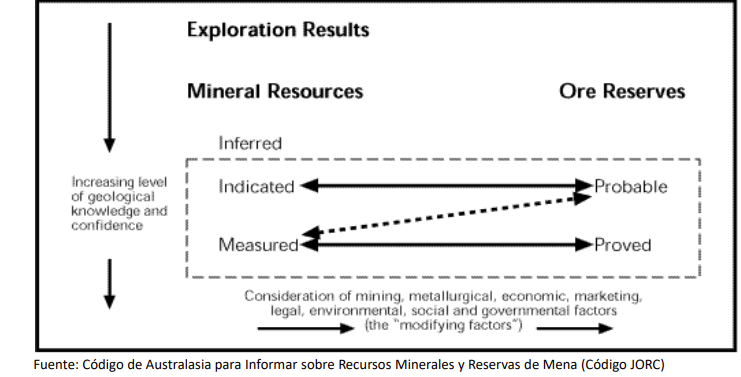 Exploration Results
Mineral Resources
Ore Reserves
Inferred
Increasing level
of geological
knowledge and
confidence
Indicated
Probable
Measured
Proved
Consideration of mining, metallurgical, economic, marketing,
legal, environmental, social and governmental factors
(the "modifying factors")
Fuente: Código de Australasia para Informar sobre Recursos Minerales y Reservas de Mena (Código JORC)